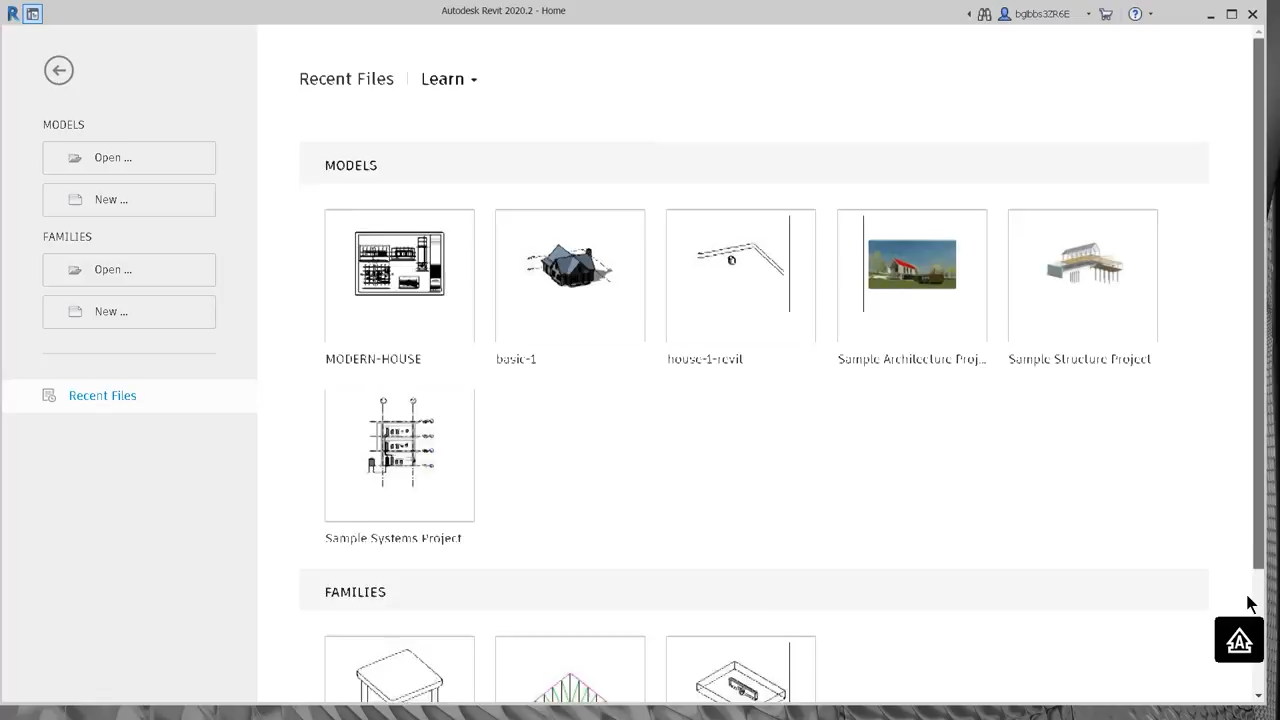 Autodesk Revit 2020.2 - Home
bgibbs3ZR6E
Recent Files
Learn
MODELS
Open ...
New ...
FAMILIES
Open ...
New ...
Recent Files
MODELS
MODERN-HOUSE
basic-1
house-1-revit
Sample Architecture Proj...
Sample Structure Project
Sample Systems Project
FAMILIES